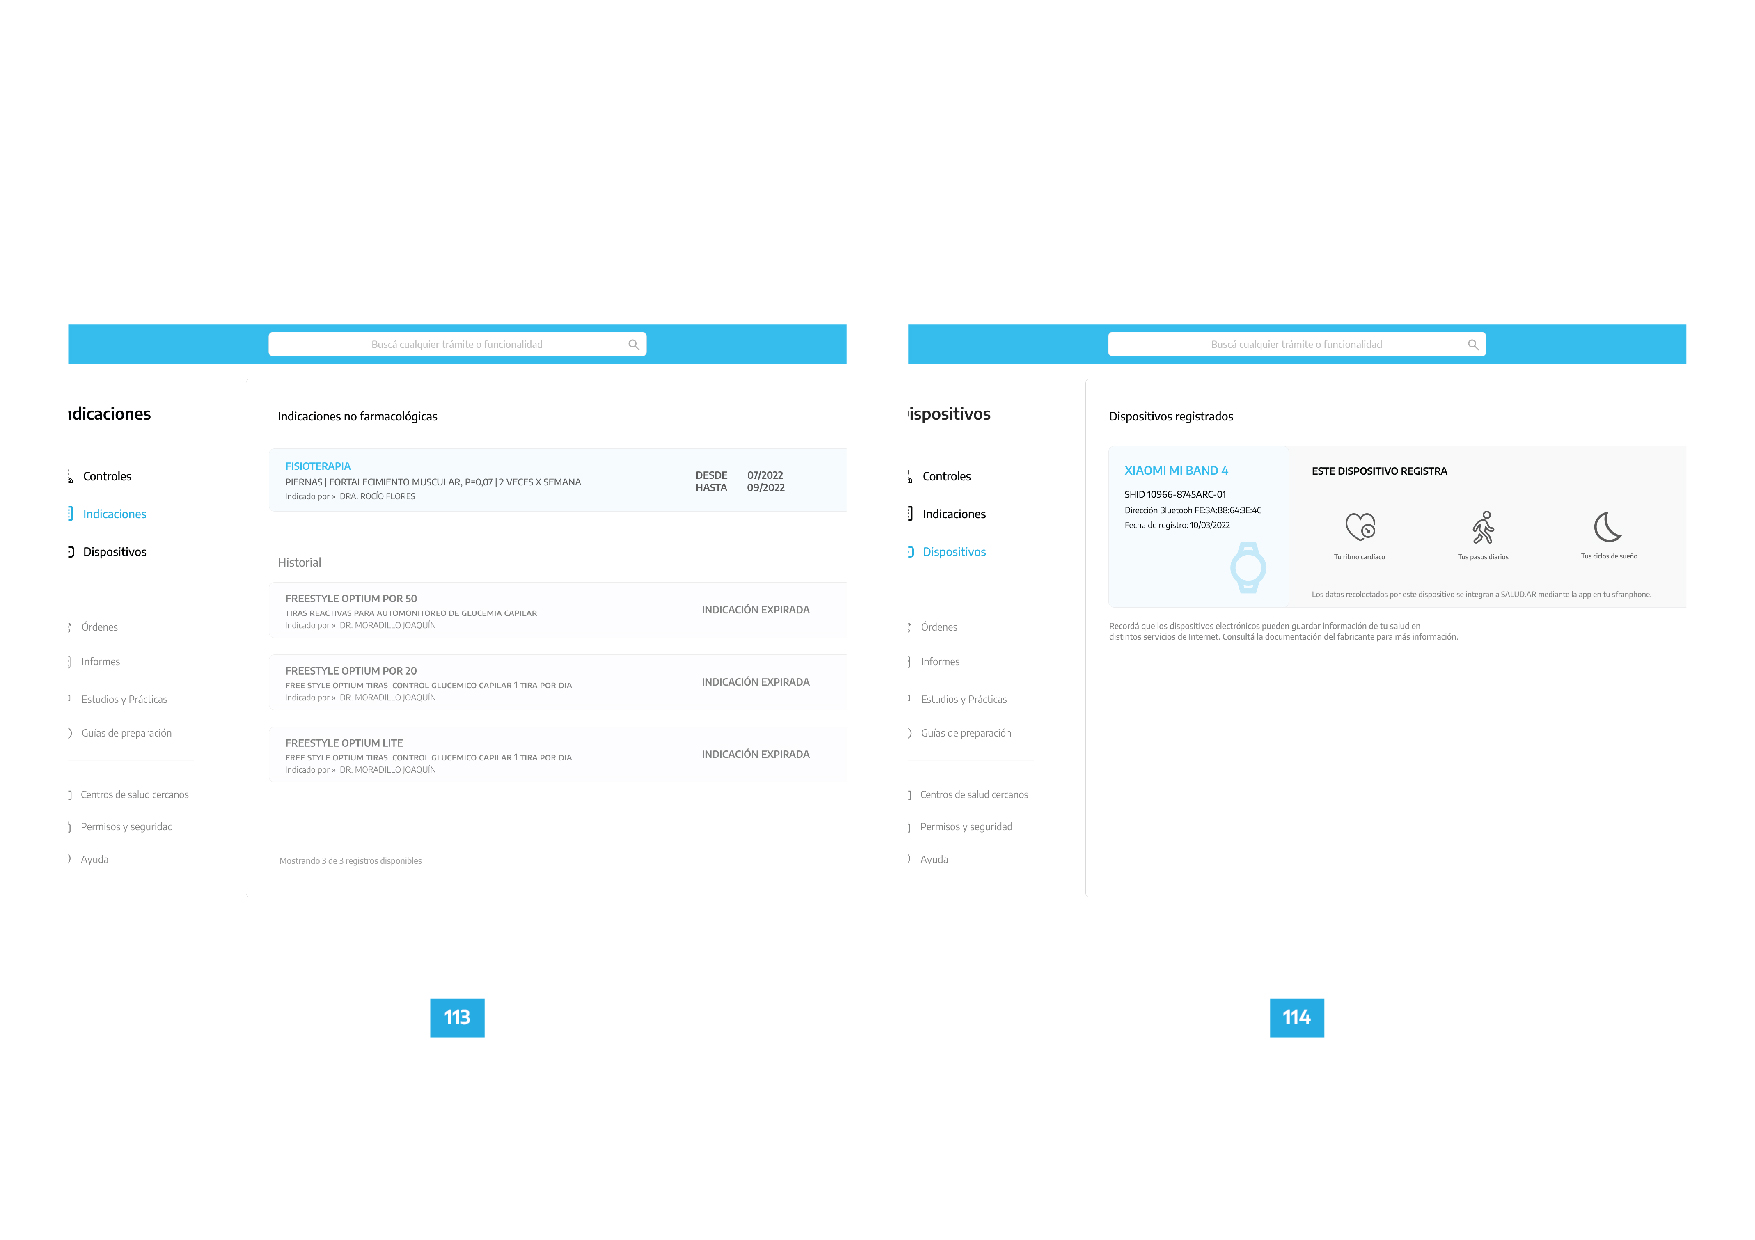 Buscá cualquier trámite o funcionalidad
ndicaciones
Controles
Indicaciones
Dispositivos
Órdenes
Informes
Estudios y Prácticas
Guías de preparación
Centros de salud cercanos
Permisos y seguridad
Ayuda
Indicaciones no farmacológicas
FISIOTERAPIA
PIERNAS | FORTALECIMIENTO MUSCULAR, P=0,07 | 2 VECES X SEMANA
Indicado por » DRA. ROCÍO FLORES
DESDE 07/2022
HASTA 09/2022
Historial
FREESTYLE OPTIUM POR 50
TIRAS REACTIVAS PARA AUTOMONITOREO DE GLUCEMIA CAPILAR
Indicado por » DR. MORADILLO JOAQUÍN
INDICACIÓN EXPIRADA
FREESTYLE OPTIUM POR 20
FREE STYLE OPTIUM TIRAS CONTROL GLUCEMICO CAPILAR 1 TIRA POR DIA
Indicado por » DR. MORADILLO JOAQUÍN
INDICACIÓN EXPIRADA
FREESTYLE OPTIUM LITE
FREE STYLE OPTIUM TIRAS CONTROL GLUCEMICO CAPILAR 1 TIRA POR DIA
Indicado por » DR. MORADILLO JOAQUÍN
INDICACIÓN EXPIRADA
Mostrando 3 de 3 registros disponibles
113
Buscá cualquier trámite o funcionalidad
ispositivos
Controles
Indicaciones
Dispositivos
Órdenes
Informes
Estudios y Prácticas
Guías de preparación
Centros de salud cercanos
Permisos y seguridad
Ayuda
Dispositivos registrados
XIAOMI MI BAND 4
SHID 10966-8745ARC-01
Dirección Bluetooh FE:3A:B8:64:3E:4C
Fecha de registro: 10/03/2022
ESTE DISPOSITIVO REGISTRA
Tu ritmo cardíaco
Tus pasos diarios
Tus ciclos de sueño
Los datos recolectados por este dispositivo se integran a SALUD.AR mediante la app en tu smartphone.
Recordá que los dispositivos electrónicos pueden guardar información de tu salud en
distintos servicios de Internet. Consultá la documentación del fabricante para más información.
114